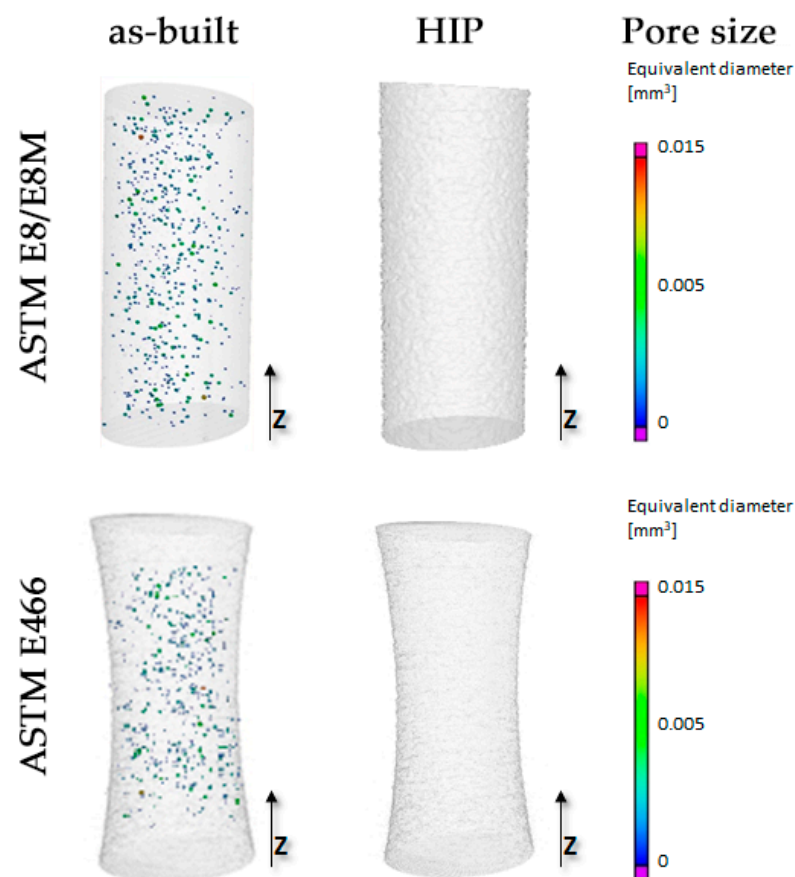 as-built HIP Pore size
Equivalent diameter
[mm³]
ASTM E8/E8M
0.015
0.005
0
Z Z
Equivalent diameter
[mm³]
ASTM E466
0.015
0.005
0
Z Z